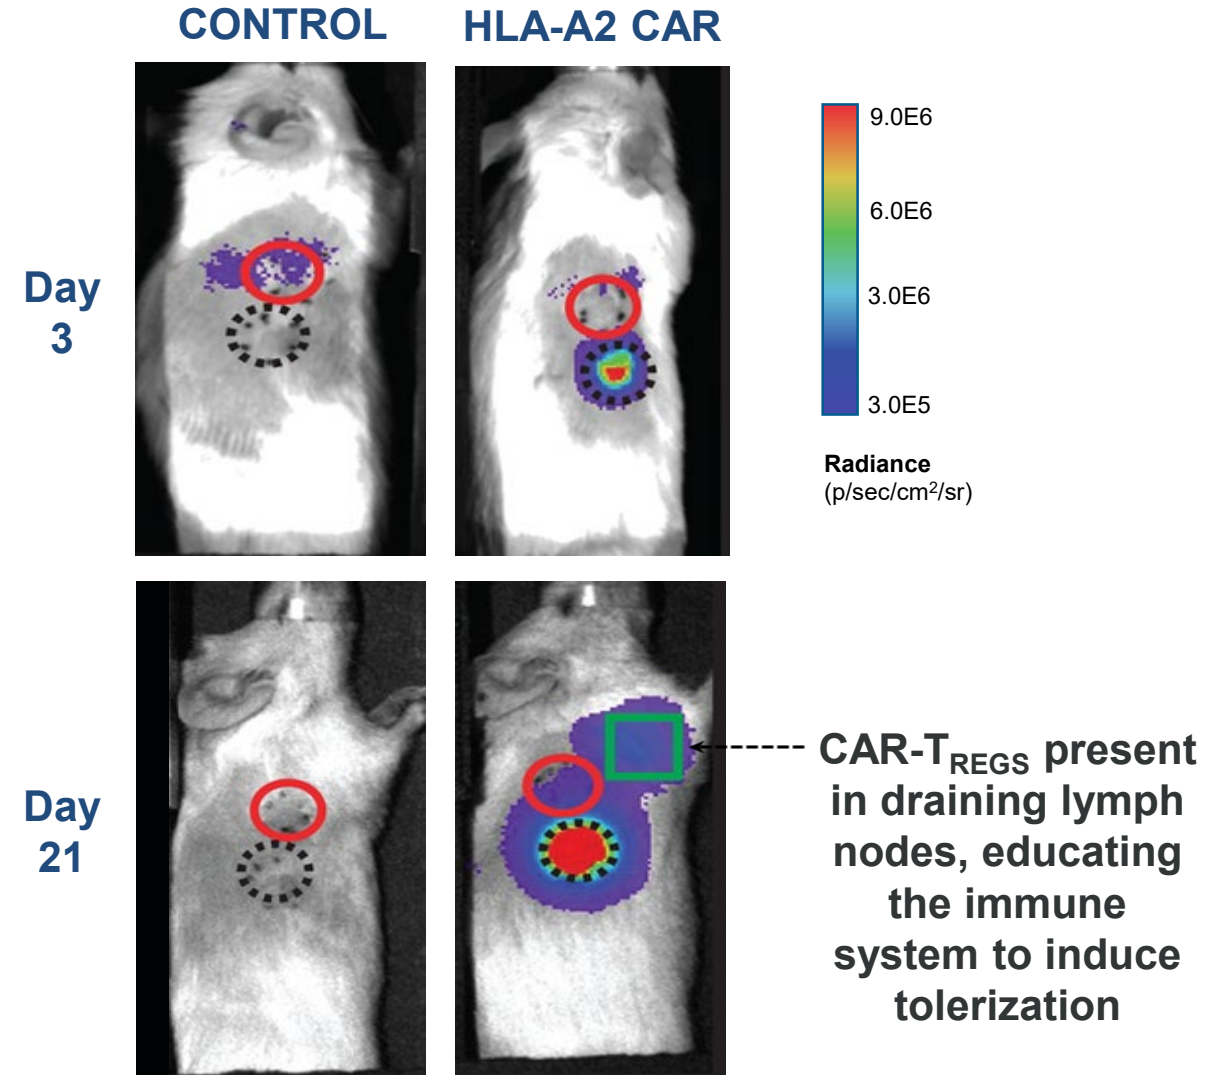 CONTROL
HLA-A2 CAR
Day
3
9.0E6
6.0E6
3.0E6
3.0E5
Radiance
(p/sec/cm²/sr)
Day
21
CAR-T_REGS present
in draining lymph
nodes, educating
the immune
system to induce
tolerization